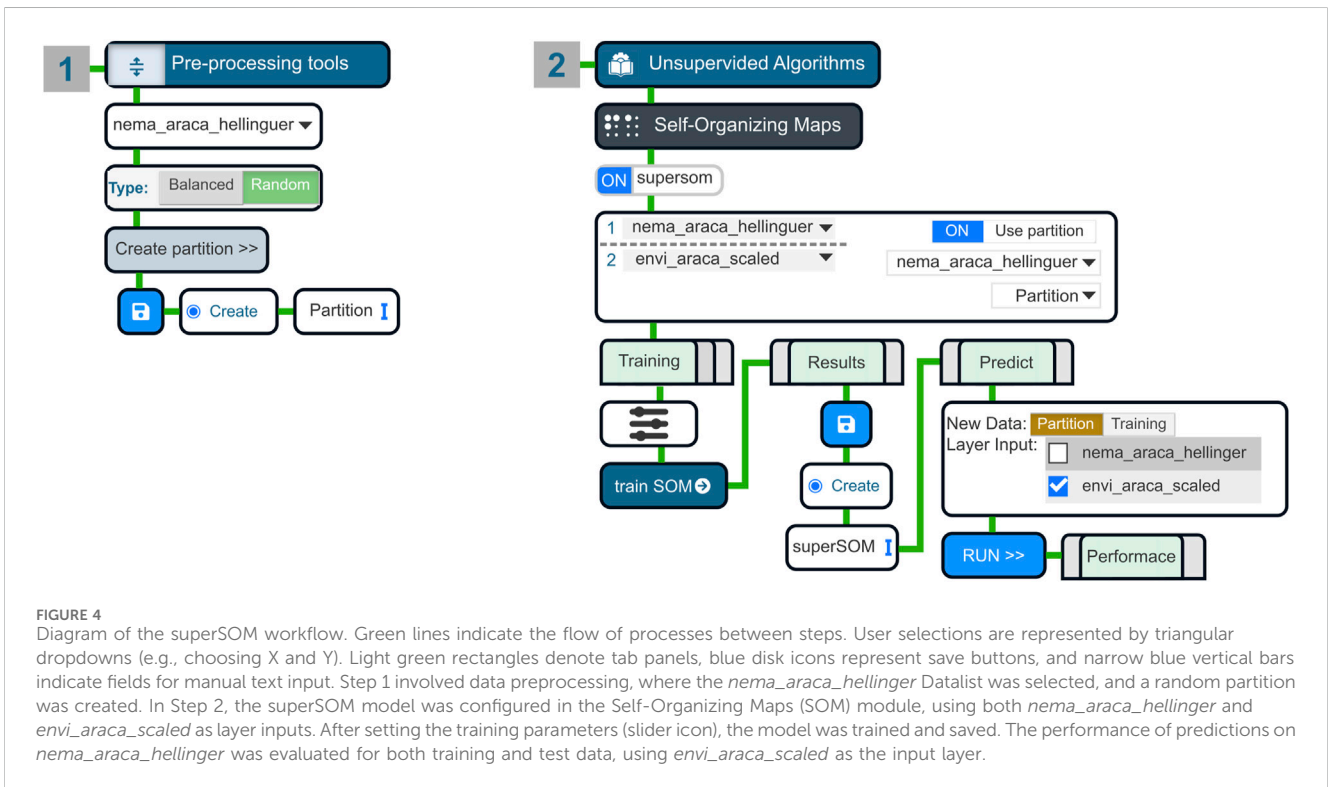 1
Pre-processing tools
nema_araca_hellinguer
Type: Balanced Random
Create partition >>
Create
Partition
2
Unsupervided Algorithms
Self-Organizing Maps
ON supersom
1 nema_araca_hellinguer
2 envi_araca_scaled
ON Use partition
nema_araca_hellinguer
Partition
Training
train SOM
Results
Create
superSOM
Predict
New Data: Partition Training
Layer Input: nema_araca_hellinger
envi_araca_scaled
RUN >>
Performace
FIGURE 4
Diagram of the superSOM workflow. Green lines indicate the flow of processes between steps. User selections are represented by triangular
dropdowns (e.g., choosing X and Y). Light green rectangles denote tab panels, blue disk icons represent save buttons, and narrow blue vertical bars
indicate fields for manual text input. Step 1 involved data preprocessing, where the nema_araca_hellinger Datalist was selected, and a random partition
was created. In Step 2, the superSOM model was configured in the Self-Organizing Maps (SOM) module, using both nema_araca_hellinger and
envi_araca_scaled as layer inputs. After setting the training parameters (slider icon), the model was trained and saved. The performance of predictions on
nema_araca_hellinger was evaluated for both training and test data, using envi_araca_scaled as the input layer.